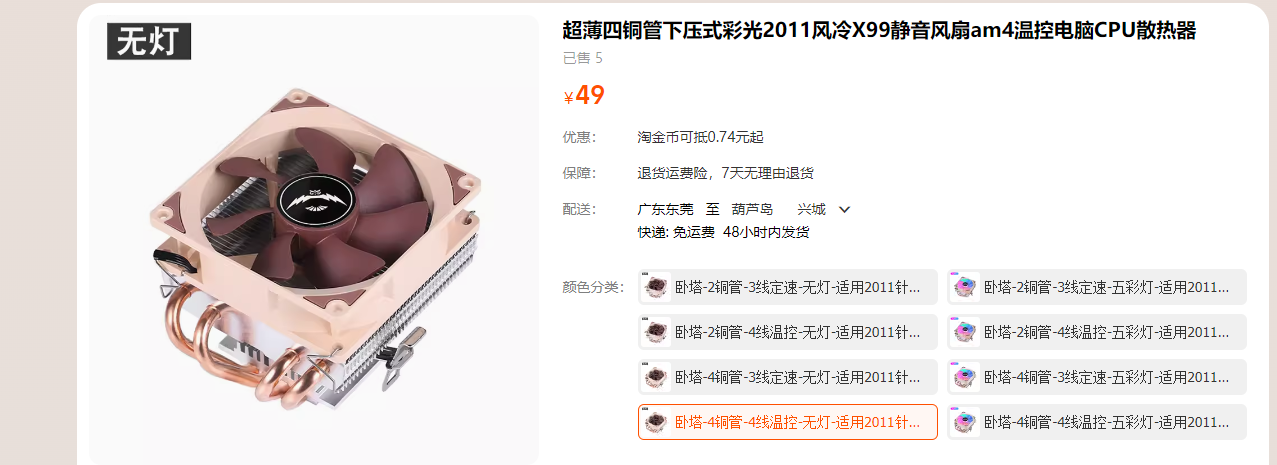 无灯
超薄四铜管下压式彩光2011风冷X99静音风扇am4温控电脑CPU散热器
已售 5
¥49
优惠： 淘金币可抵0.74元起
保障： 退货运费险，7天无理由退货
配送： 广东东莞 至 葫芦岛 兴城
快递: 免运费 48小时内发货
颜色分类： 卧塔-2铜管-3线定速-无灯-适用2011针... 卧塔-2铜管-3线定速-五彩灯-适用2011...
卧塔-2铜管-4线温控-无灯-适用2011针... 卧塔-2铜管-4线温控-五彩灯-适用2011...
卧塔-4铜管-3线定速-无灯-适用2011针... 卧塔-4铜管-3线定速-五彩灯-适用2011...
卧塔-4铜管-4线温控-无灯-适用2011针... 卧塔-4铜管-4线温控-五彩灯-适用2011...